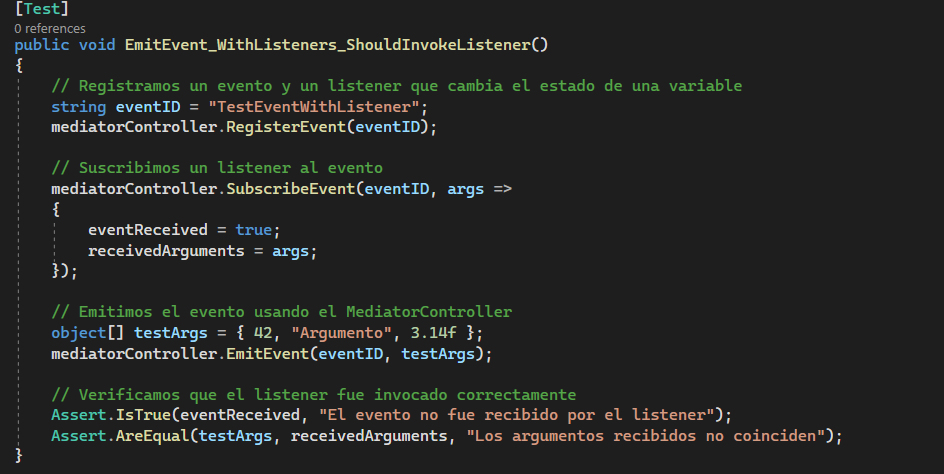 [Test]
0 references
public void EmitEvent_WithListeners_ShouldInvokeListener()
{
// Registramos un evento y un listener que cambia el estado de una variable
string eventID = "TestEventWithListener";
mediatorController.RegisterEvent(eventID);
// Suscribimos un listener al evento
mediatorController.SubscribeEvent(eventID, args =>
{
eventReceived = true;
receivedArguments = args;
});
// Emitimos el evento usando el MediatorController
object[] testArgs = { 42, "Argumento", 3.14f };
mediatorController.EmitEvent(eventID, testArgs);
// Verificamos que el listener fue invocado correctamente
Assert.IsTrue(eventReceived, "El evento no fue recibido por el listener");
Assert.AreEqual(testArgs, receivedArguments, "Los argumentos recibidos no coinciden");
}